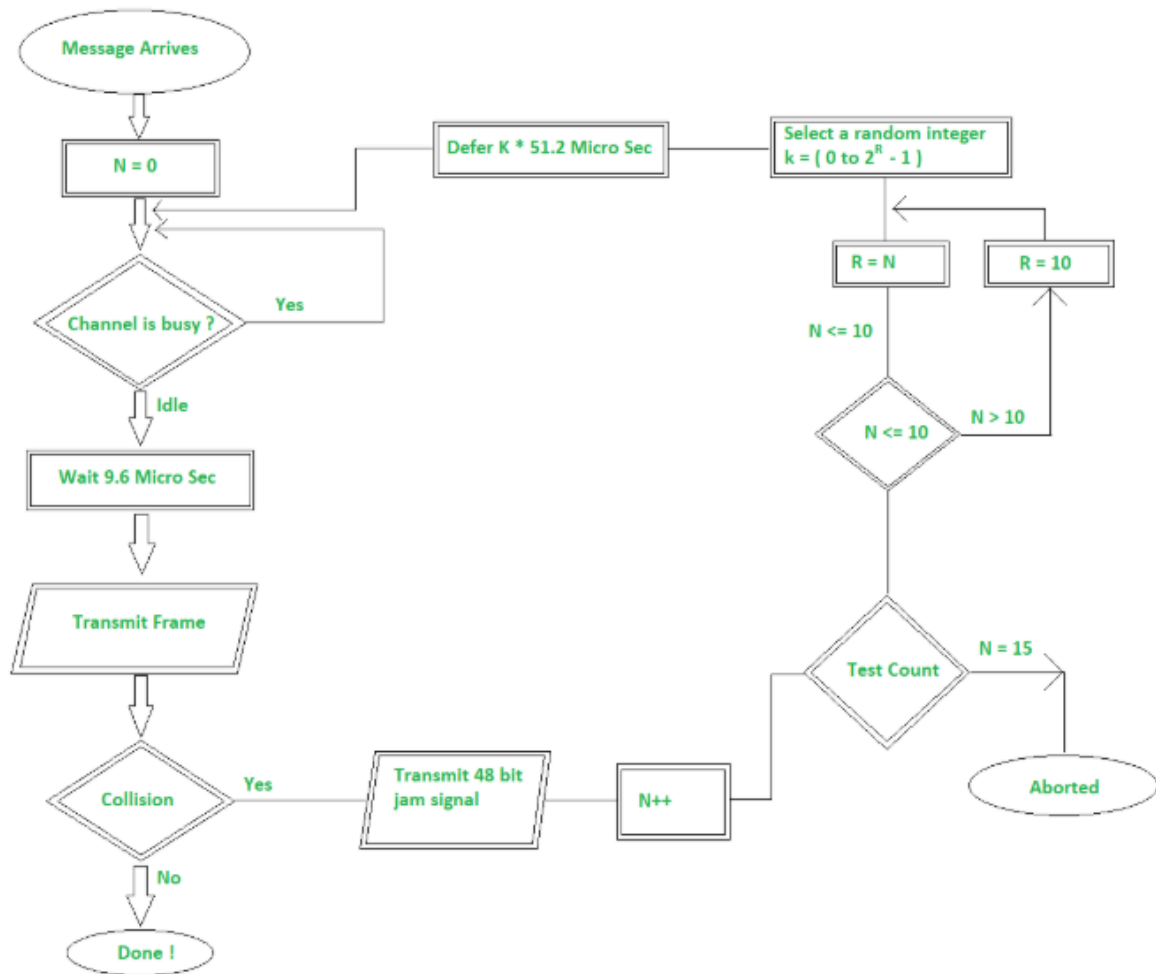 Message Arrives
N = 0
Defer K * 51.2 Micro Sec
Select a random integer
k = ( 0 to 2^R - 1 )
R = N
R = 10
Channel is busy ?
Yes
N <= 10
Idle
N <= 10
N > 10
Wait 9.6 Micro Sec
Transmit Frame
Test Count
N = 15
Collision
Yes
Transmit 48 bit
jam signal
N++
Aborted
No
Done !